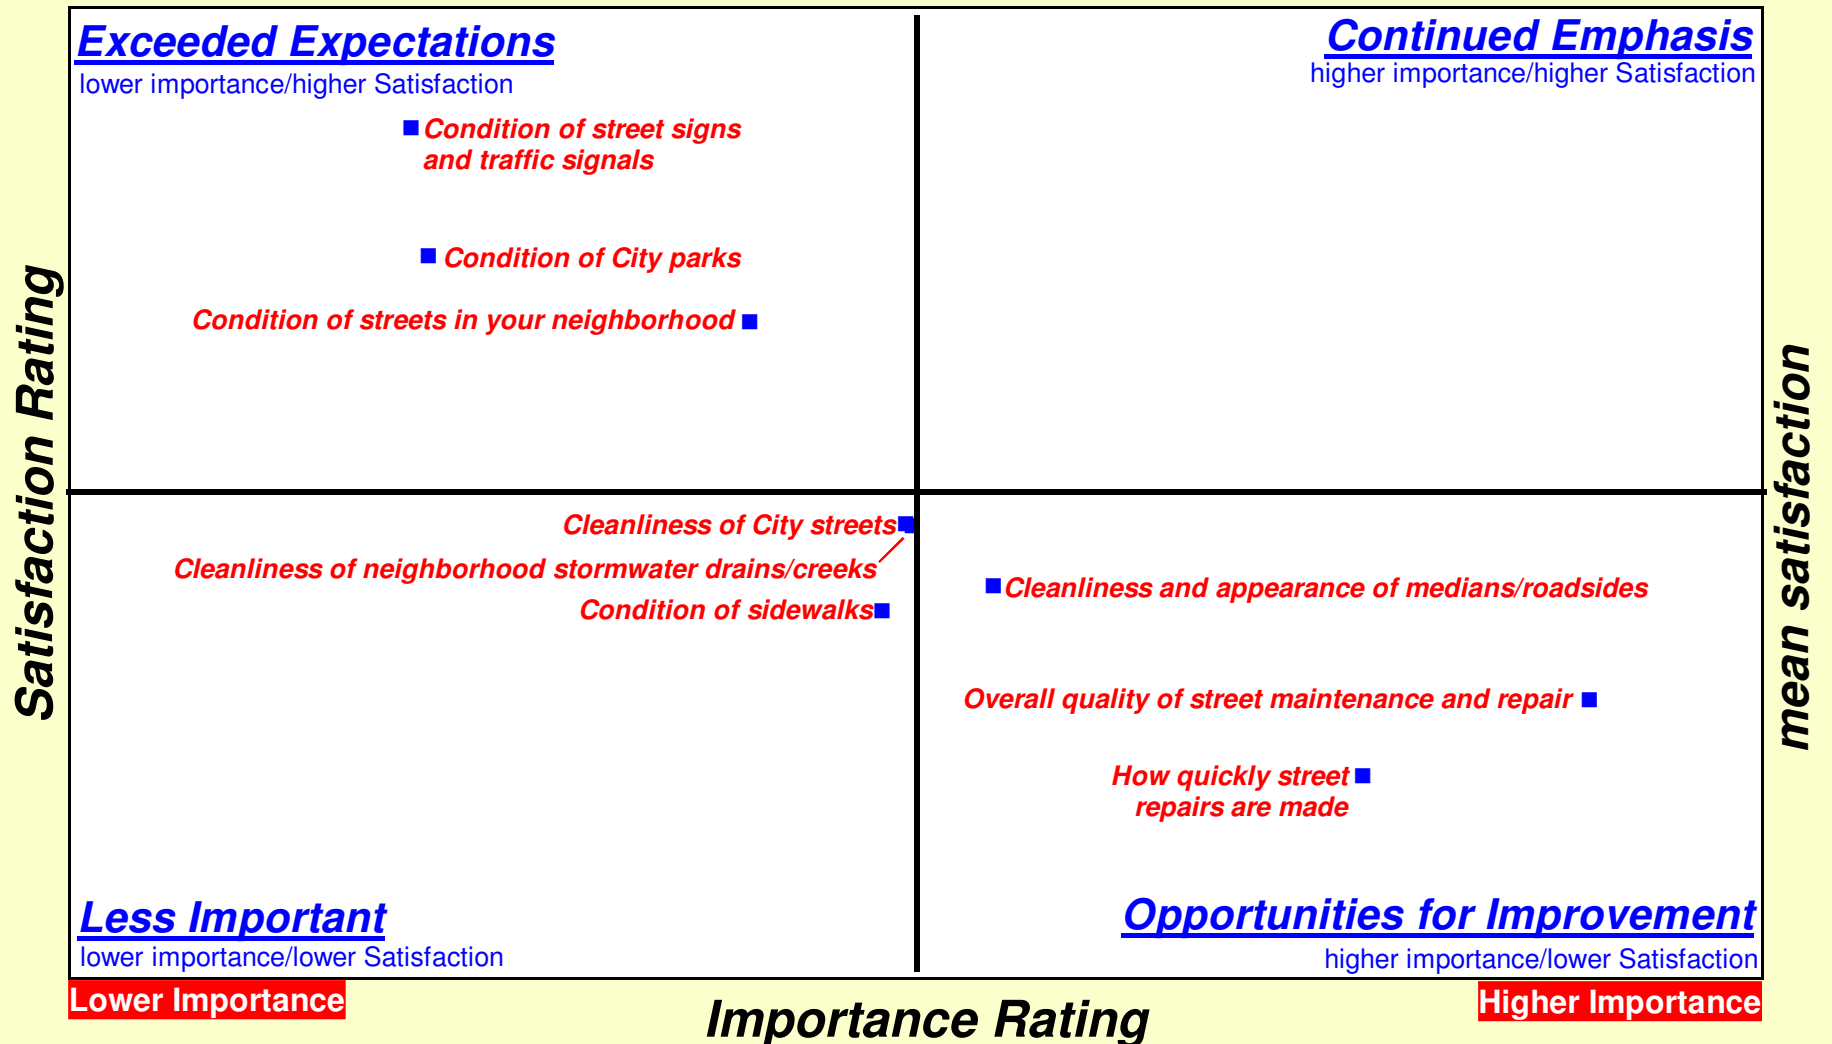 Exceeded Expectations
lower importance/higher Satisfaction
Continued Emphasis
higher importance/higher Satisfaction
Condition of street signs
and traffic signals
Condition of City parks
Condition of streets in your neighborhood
Satisfaction Rating
mean satisfaction
Cleanliness of City streets
Cleanliness of neighborhood stormwater drains/creeks
Condition of sidewalks
Cleanliness and appearance of medians/roadsides
Overall quality of street maintenance and repair
How quickly street
repairs are made
Less Important
lower importance/lower Satisfaction
Opportunities for Improvement
higher importance/lower Satisfaction
Lower Importance
Importance Rating
Higher Importance